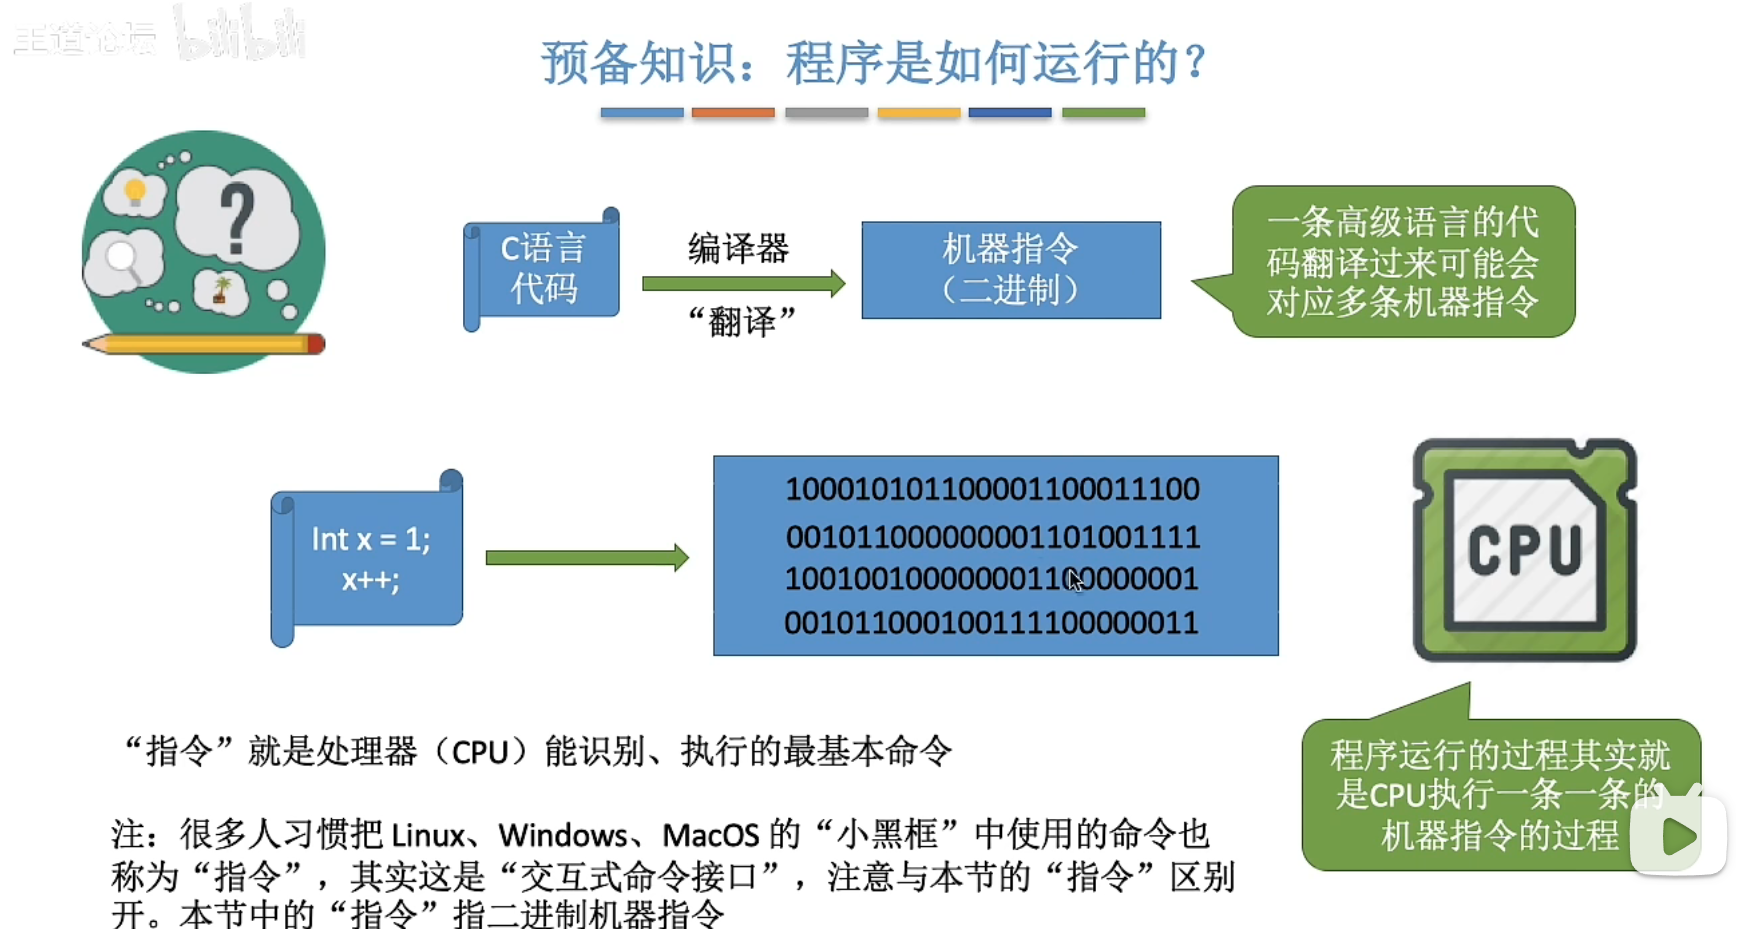 王道论坛 bilibili
预备知识：程序是如何运行的？
C语言
代码
编译器
“翻译”
机器指令
（二进制）
一条高级语言的代
码翻译过来可能会
对应多条机器指令
Int x = 1;
x++;
100010101100001100011100
001011000000001101001111
100100100000001100000001
001011000100111100000011
CPU
“指令”就是处理器（CPU）能识别、执行的最基本命令
程序运行的过程其实就
是CPU执行一条一条的
机器指令的过程
注：很多人习惯把 Linux、Windows、MacOS 的“小黑框”中使用的命令也
称为“指令”，其实这是“交互式命令接口”，注意与本节的“指令”区别
开。本节中的“指令”指二进制机器指令